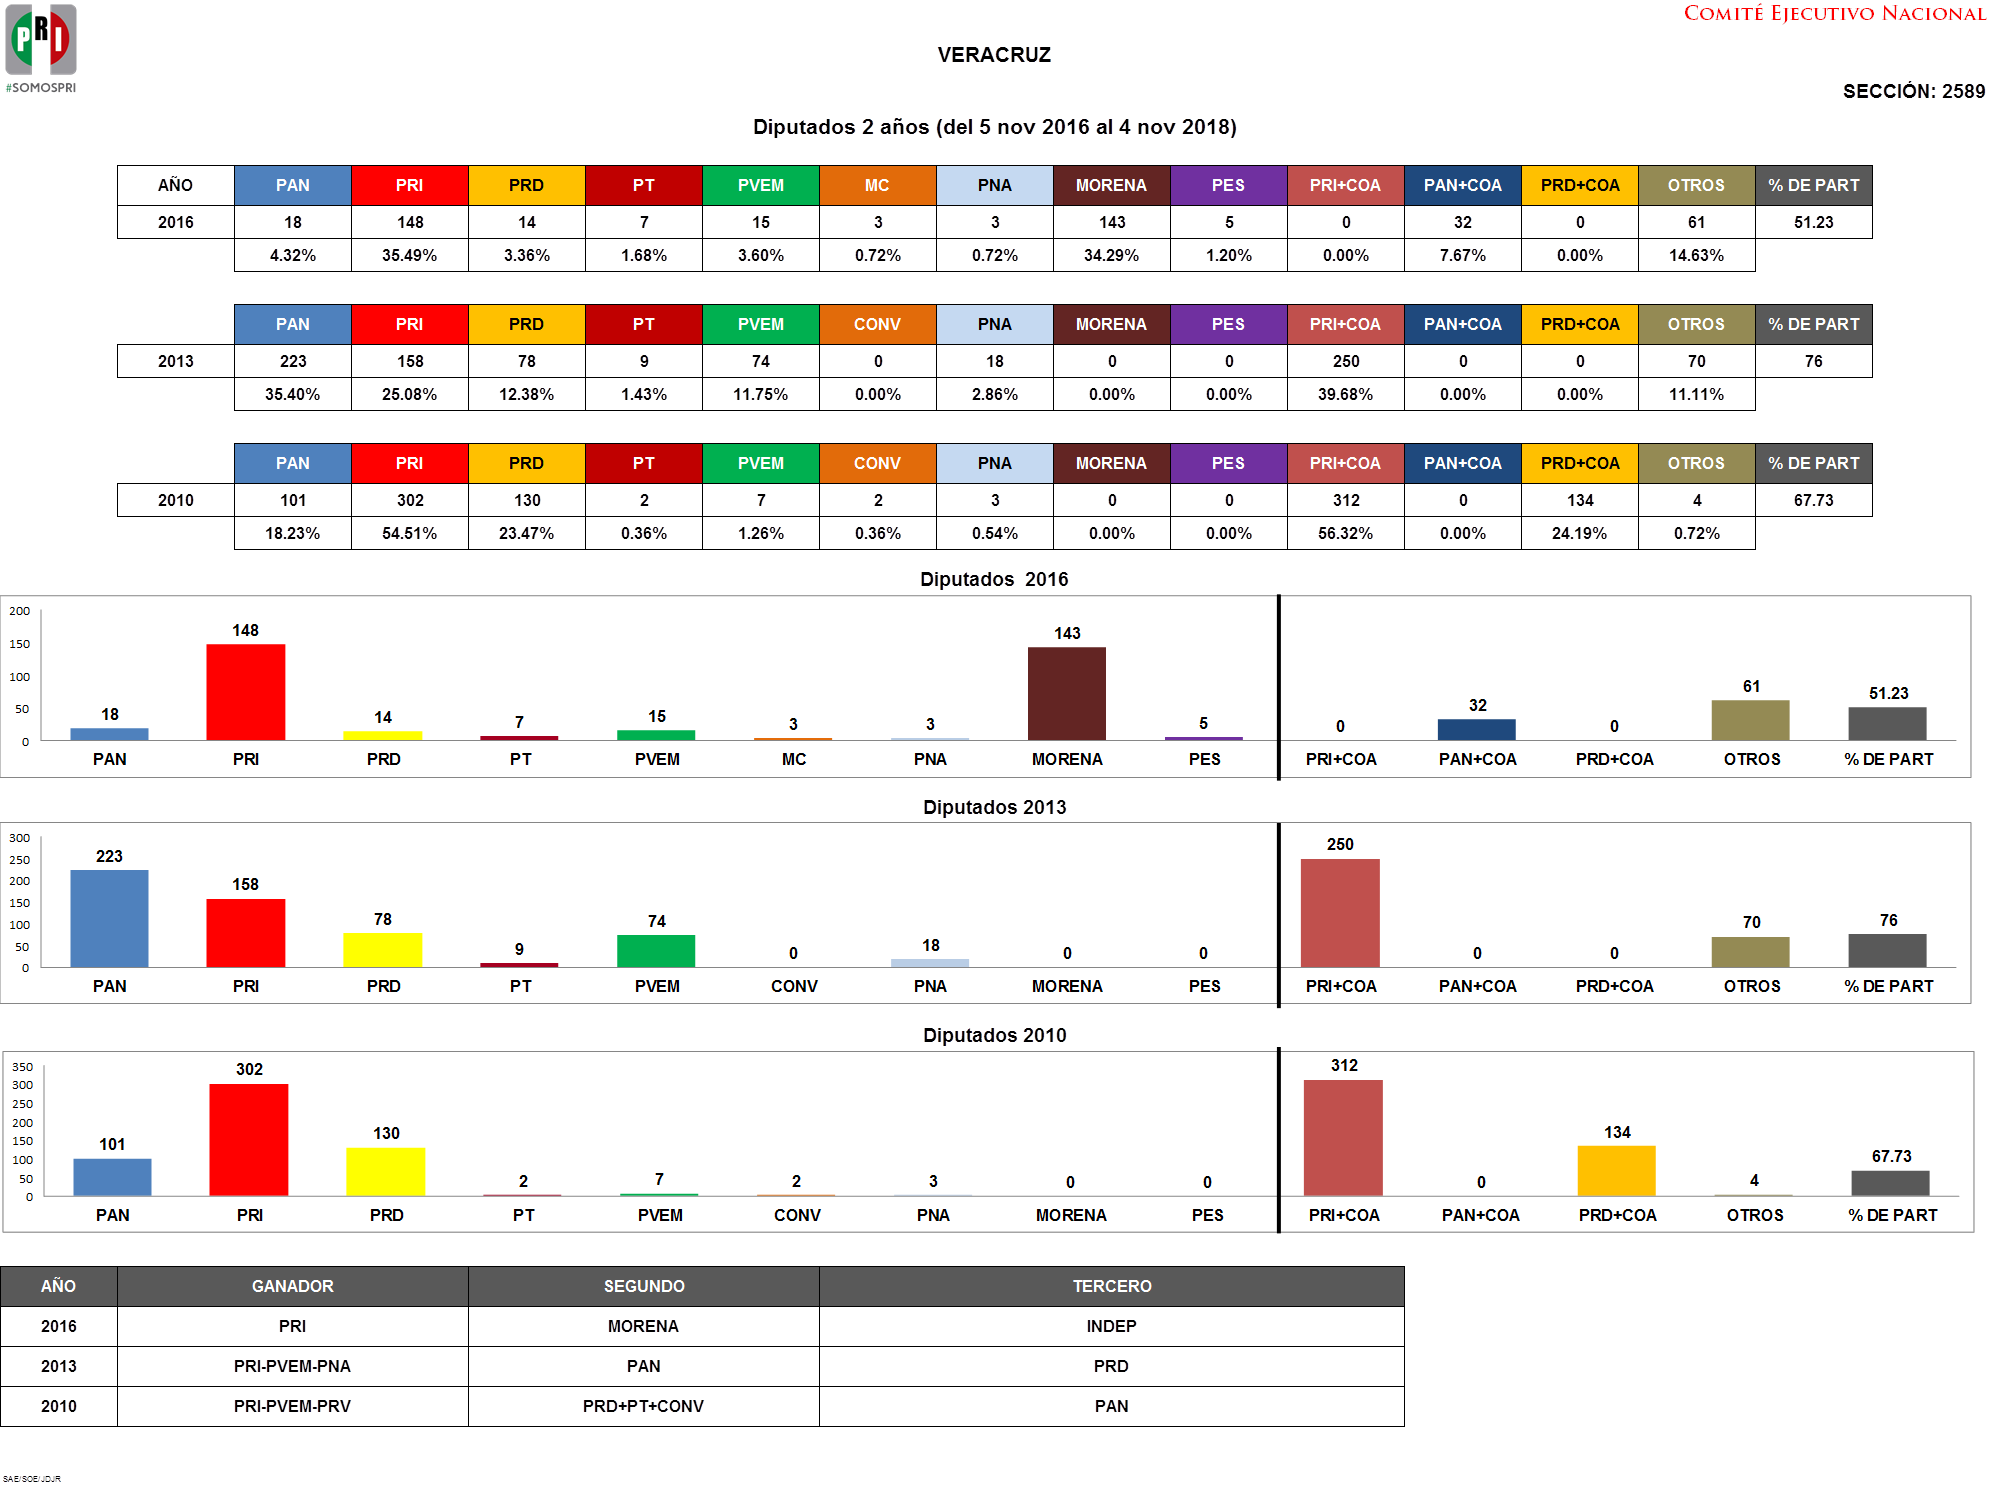 PRI
#SOMOSPRI
COMITÉ EJECUTIVO NACIONAL
VERACRUZ
SECCIÓN: 2589
Diputados 2 años (del 5 nov 2016 al 4 nov 2018)
AÑO PAN PRI PRD PT PVEM MC PNA MORENA PES PRI+COA PAN+COA PRD+COA OTROS % DE PART
2016 18 148 14 7 15 3 3 143 5 0 32 0 61 51.23
4.32% 35.49% 3.36% 1.68% 3.60% 0.72% 0.72% 34.29% 1.20% 0.00% 7.67% 0.00% 14.63%
PAN PRI PRD PT PVEM CONV PNA MORENA PES PRI+COA PAN+COA PRD+COA OTROS % DE PART
2013 223 158 78 9 74 0 18 0 0 250 0 0 70 76
35.40% 25.08% 12.38% 1.43% 11.75% 0.00% 2.86% 0.00% 0.00% 39.68% 0.00% 0.00% 11.11%
PAN PRI PRD PT PVEM CONV PNA MORENA PES PRI+COA PAN+COA PRD+COA OTROS % DE PART
2010 101 302 130 2 7 2 3 0 0 312 0 134 4 67.73
18.23% 54.51% 23.47% 0.36% 1.26% 0.36% 0.54% 0.00% 0.00% 56.32% 0.00% 24.19% 0.72%
Diputados 2016
200
150
100
50
0
18 148 14 7 15 3 3 143 5 0 32 0 61 51.23
PAN PRI PRD PT PVEM MC PNA MORENA PES PRI+COA PAN+COA PRD+COA OTROS % DE PART
Diputados 2013
300
250
200
150
100
50
0
223 158 78 9 74 0 18 0 0 250 0 0 70 76
PAN PRI PRD PT PVEM CONV PNA MORENA PES PRI+COA PAN+COA PRD+COA OTROS % DE PART
Diputados 2010
350
300
250
200
150
100
50
0
101 302 130 2 7 2 3 0 0 312 0 134 4 67.73
PAN PRI PRD PT PVEM CONV PNA MORENA PES PRI+COA PAN+COA PRD+COA OTROS % DE PART
AÑO GANADOR SEGUNDO TERCERO
2016 PRI MORENA INDEP
2013 PRI-PVEM-PNA PAN PRD
2010 PRI-PVEM-PRV PRD+PT+CONV PAN
SAE/SOE/JDJR